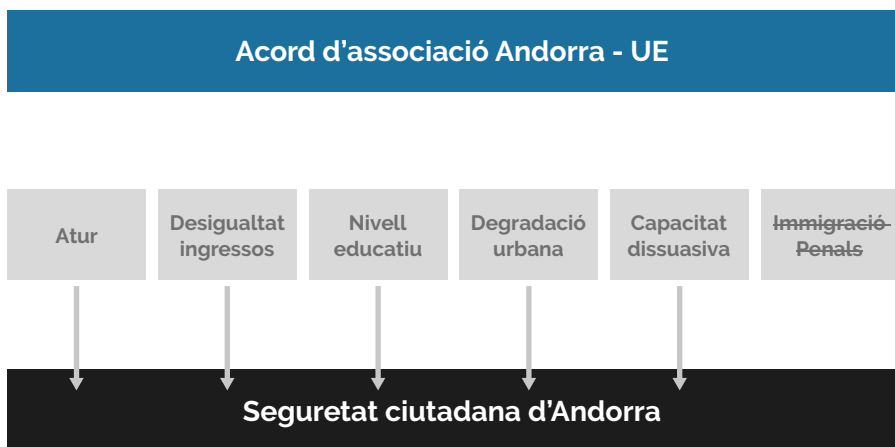 Acord d’associació Andorra - UE
Atur
Desigualtat
ingressos
Nivell
educatiu
Degradació
urbana
Capacitat
dissuasiva
Immigració
Penals
Seguretat ciutadana d’Andorra